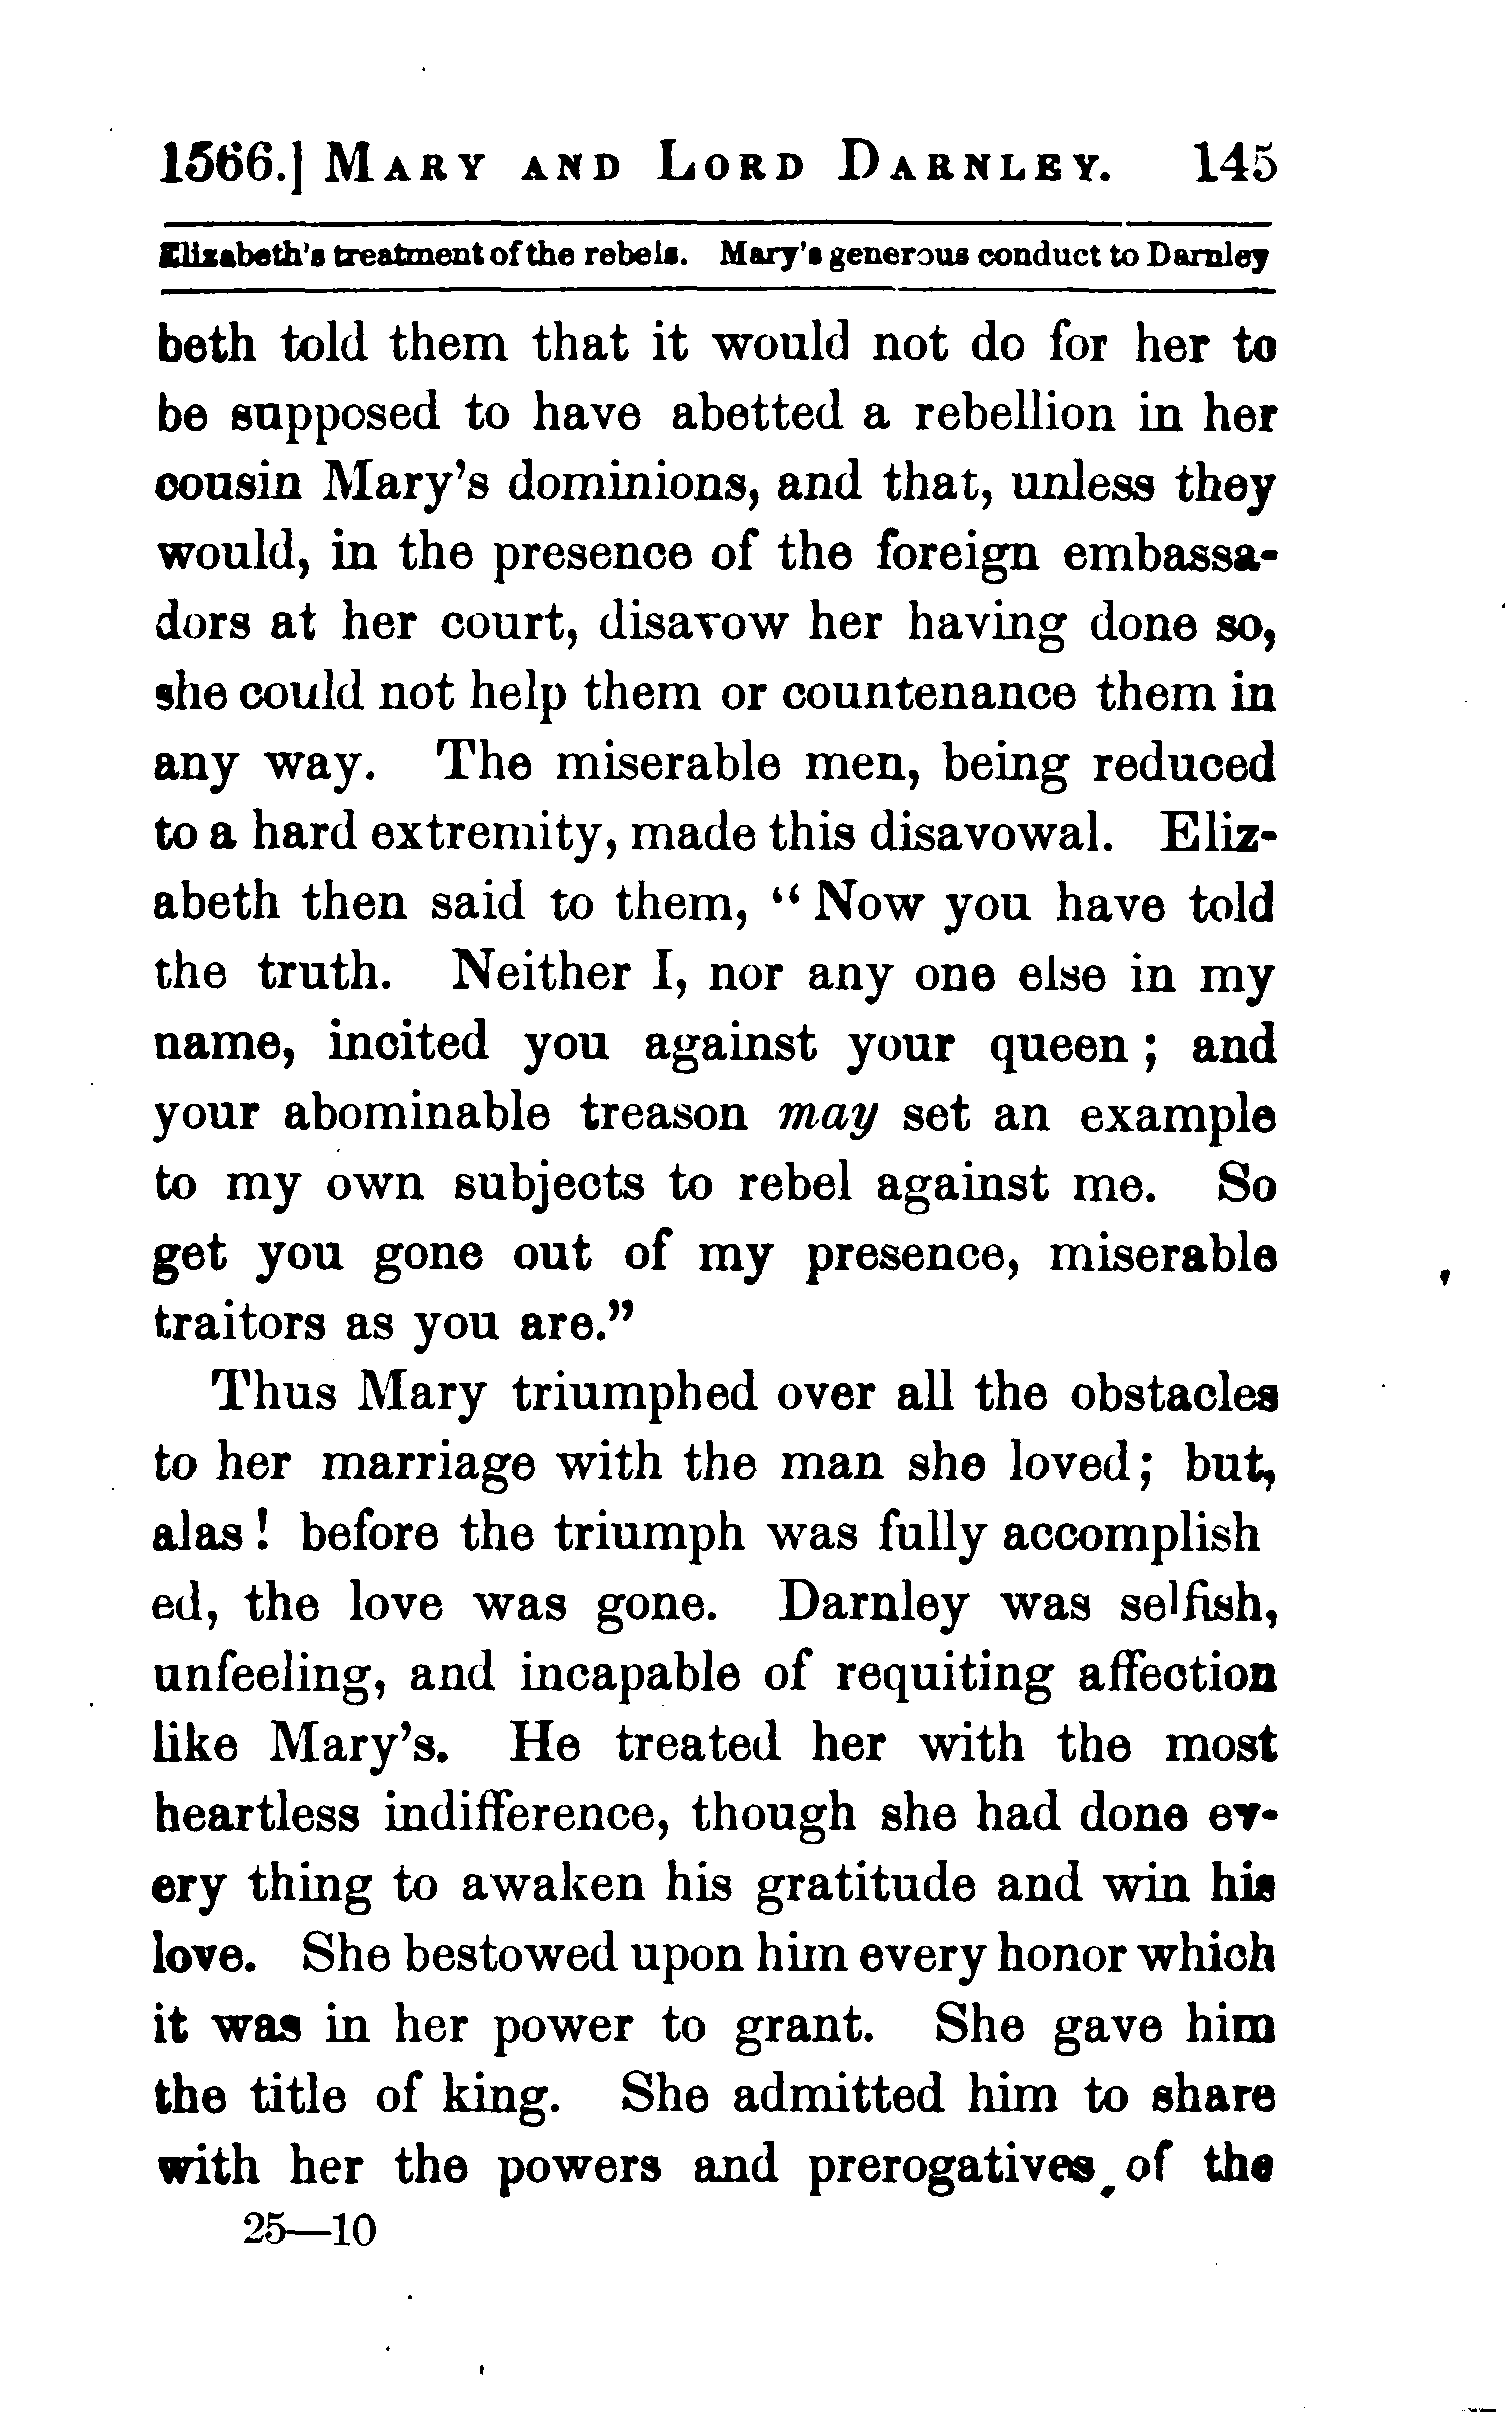 1566.] MARY AND LORD DARNLEY. 145
Elizabeth's treatment of the rebels. Mary's generous conduct to Darnley
beth told them that it would not do for her to
be supposed to have abetted a rebellion in her
cousin Mary's dominions, and that, unless they
would, in the presence of the foreign embassa-
dors at her court, disavow her having done so,
she could not help them or countenance them in
any way. The miserable men, being reduced
to a hard extremity, made this disavowal. Eliz-
abeth then said to them, “Now you have told
the truth. Neither I, nor any one else in my
name, incited you against your queen; and
your abominable treason may set an example
to my own subjects to rebel against me. So
get you gone out of my presence, miserable
traitors as you are.”
Thus Mary triumphed over all the obstacles
to her marriage with the man she loved; but,
alas! before the triumph was fully accomplish
ed, the love was gone. Darnley was selfish,
unfeeling, and incapable of requiting affection
like Mary's. He treated her with the most
heartless indifference, though she had done ev-
ery thing to awaken his gratitude and win his
love. She bestowed upon him every honor which
it was in her power to grant. She gave him
the title of king. She admitted him to share
with her the powers and prerogatives of the
25—10